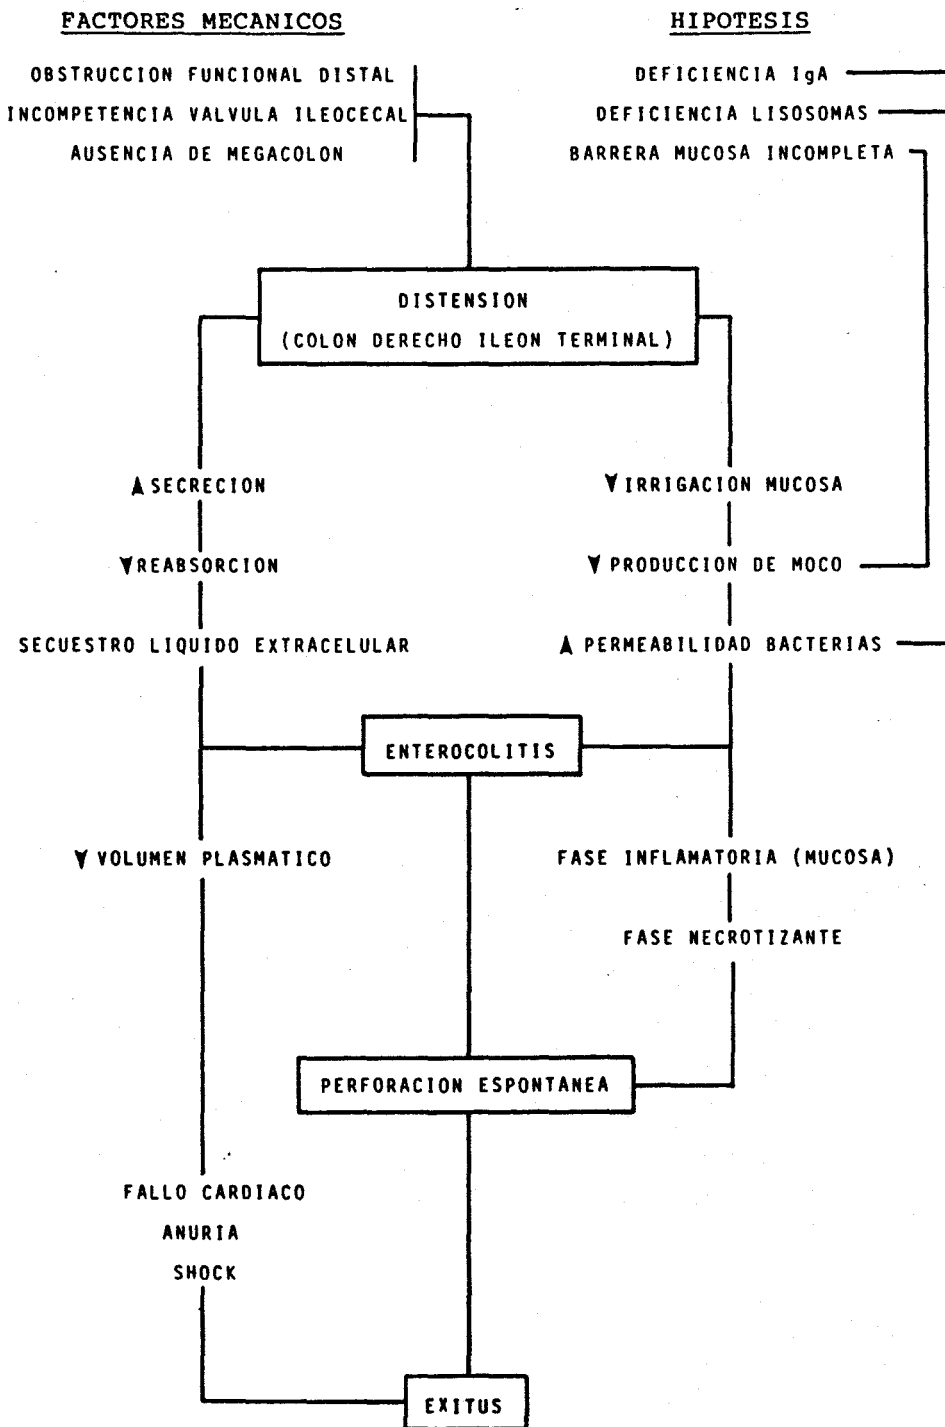 FACTORES MECANICOS
HIPOTESIS
OBSTRUCCION FUNCIONAL DISTAL
DEFICIENCIA IgA
INCOMPETENCIA VALVULA ILEOCECAL
DEFICIENCIA LISOSOMAS
AUSENCIA DE MEGACOLON
BARRERA MUCOSA INCOMPLETA
DISTENSION
(COLON DERECHO ILEON TERMINAL)
SECRECION
IRRIGACION MUCOSA
REABSORCION
PRODUCCION DE MOCO
SECUESTRO LIQUIDO EXTRACELULAR
PERMEABILIDAD BACTERIAS
ENTEROCOLITIS
VOLUMEN PLASMATICO
FASE INFLAMATORIA (MUCOSA)
FASE NECROTIZANTE
PERFORACION ESPONTANEA
FALLO CARDIACO
ANURIA
SHOCK
EXITUS